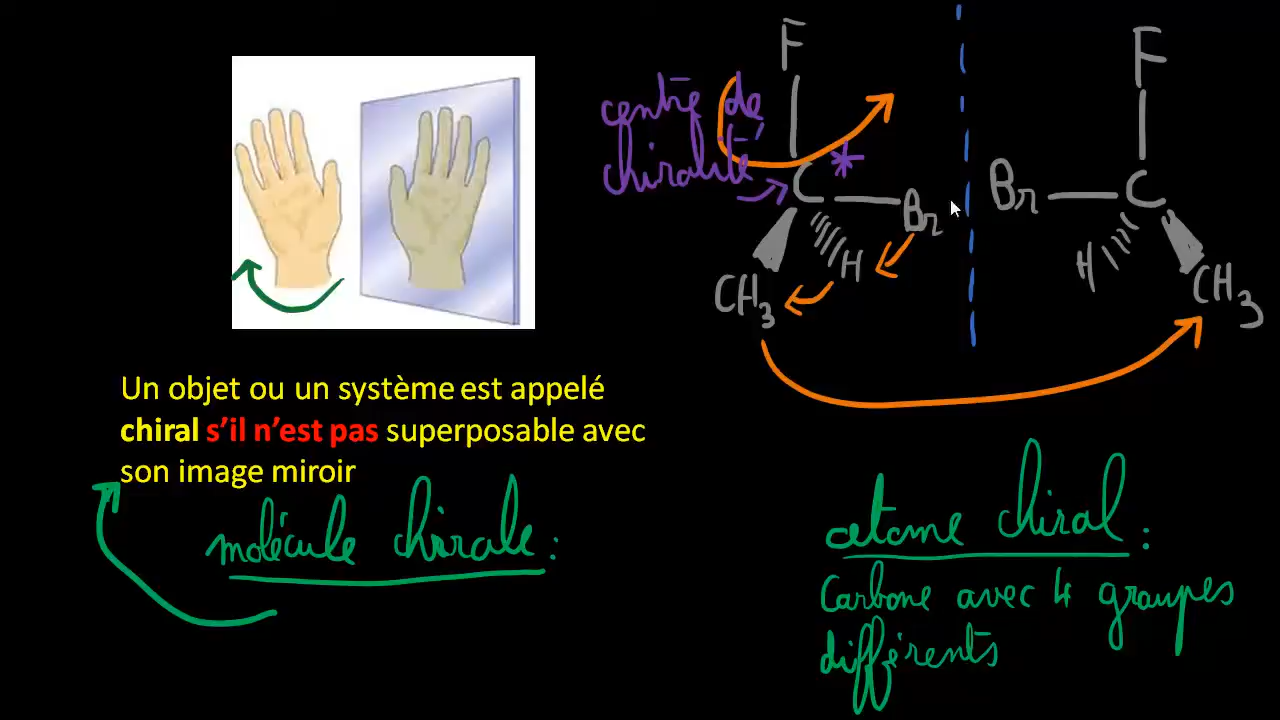 Un objet ou un système est appelé
chiral s’il n’est pas superposable avec
son image miroir
molécule chirale :
centre de
chiralité
F
C *
Br
H
CH3
F
Br C
H
CH3
atome chiral :
Carbone avec 4 groupes
différents